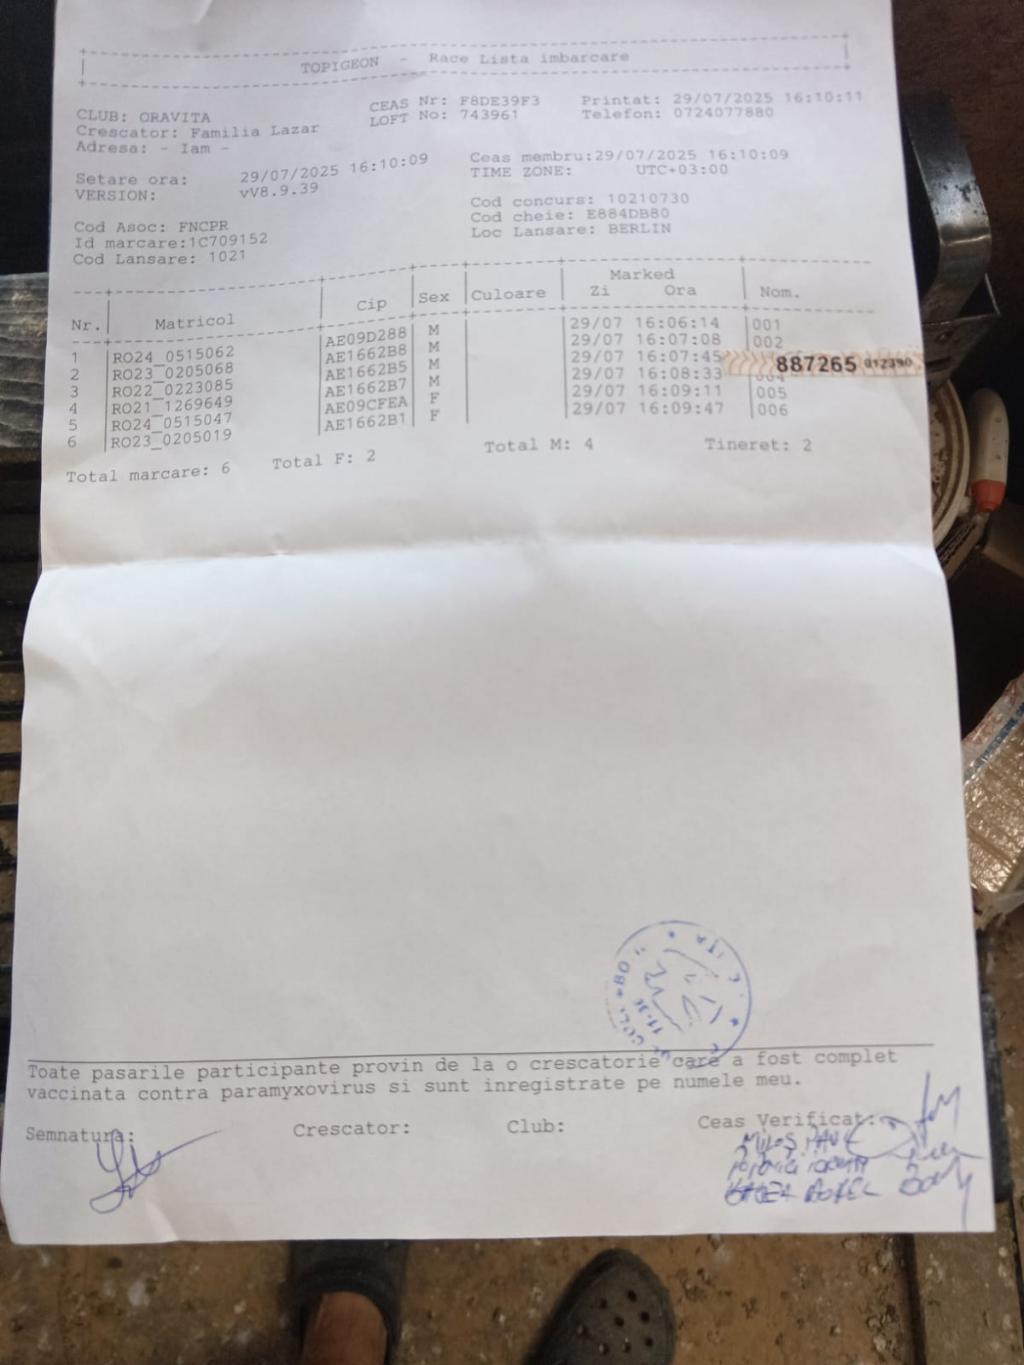 TOPIGEON - Race Lista imbarcare
CLUB: ORAVITA
CEAS Nr: F8DE39F3
Printat: 29/07/2025 16:10:11
Crescator: Familia Lazar
LOFT No: 743961
Telefon: 0724077880
Adresa: - Iam -
Setare ora: 29/07/2025 16:10:09
Ceas membru:29/07/2025 16:10:09
VERSION: vV8.9.39
TIME ZONE: UTC+03:00
Cod concurs: 10210730
Cod Asoc: FNCPR
Cod cheie: E884DB80
Id marcare:1C709152
Loc Lansare: BERLIN
Cod Lansare: 1021
Marked
Nr. Matricol Cip Sex Culoare Zi Ora Nom.
1 RO24_0515062 AE09D288 M 29/07 16:06:14 001
2 RO23_0205068 AE1662B8 M 29/07 16:07:08 002
3 RO22_0223085 AE1662B5 M 29/07 16:07:45
887265 012390
4 RO21_1269649 AE1662B7 M 29/07 16:08:33 004
5 RO24_0515047 AE09CFEA F 29/07 16:09:11 005
6 RO23_0205019 AE1662B1 F 29/07 16:09:47 006
Total marcare: 6 Total F: 2 Total M: 4 Tineret: 2
Toate pasarile participante provin de la o crescatorie care a fost complet
vaccinata contra paramyxovirus si sunt inregistrate pe numele meu.
Semnatura: Crescator: Club: Ceas Verificat: